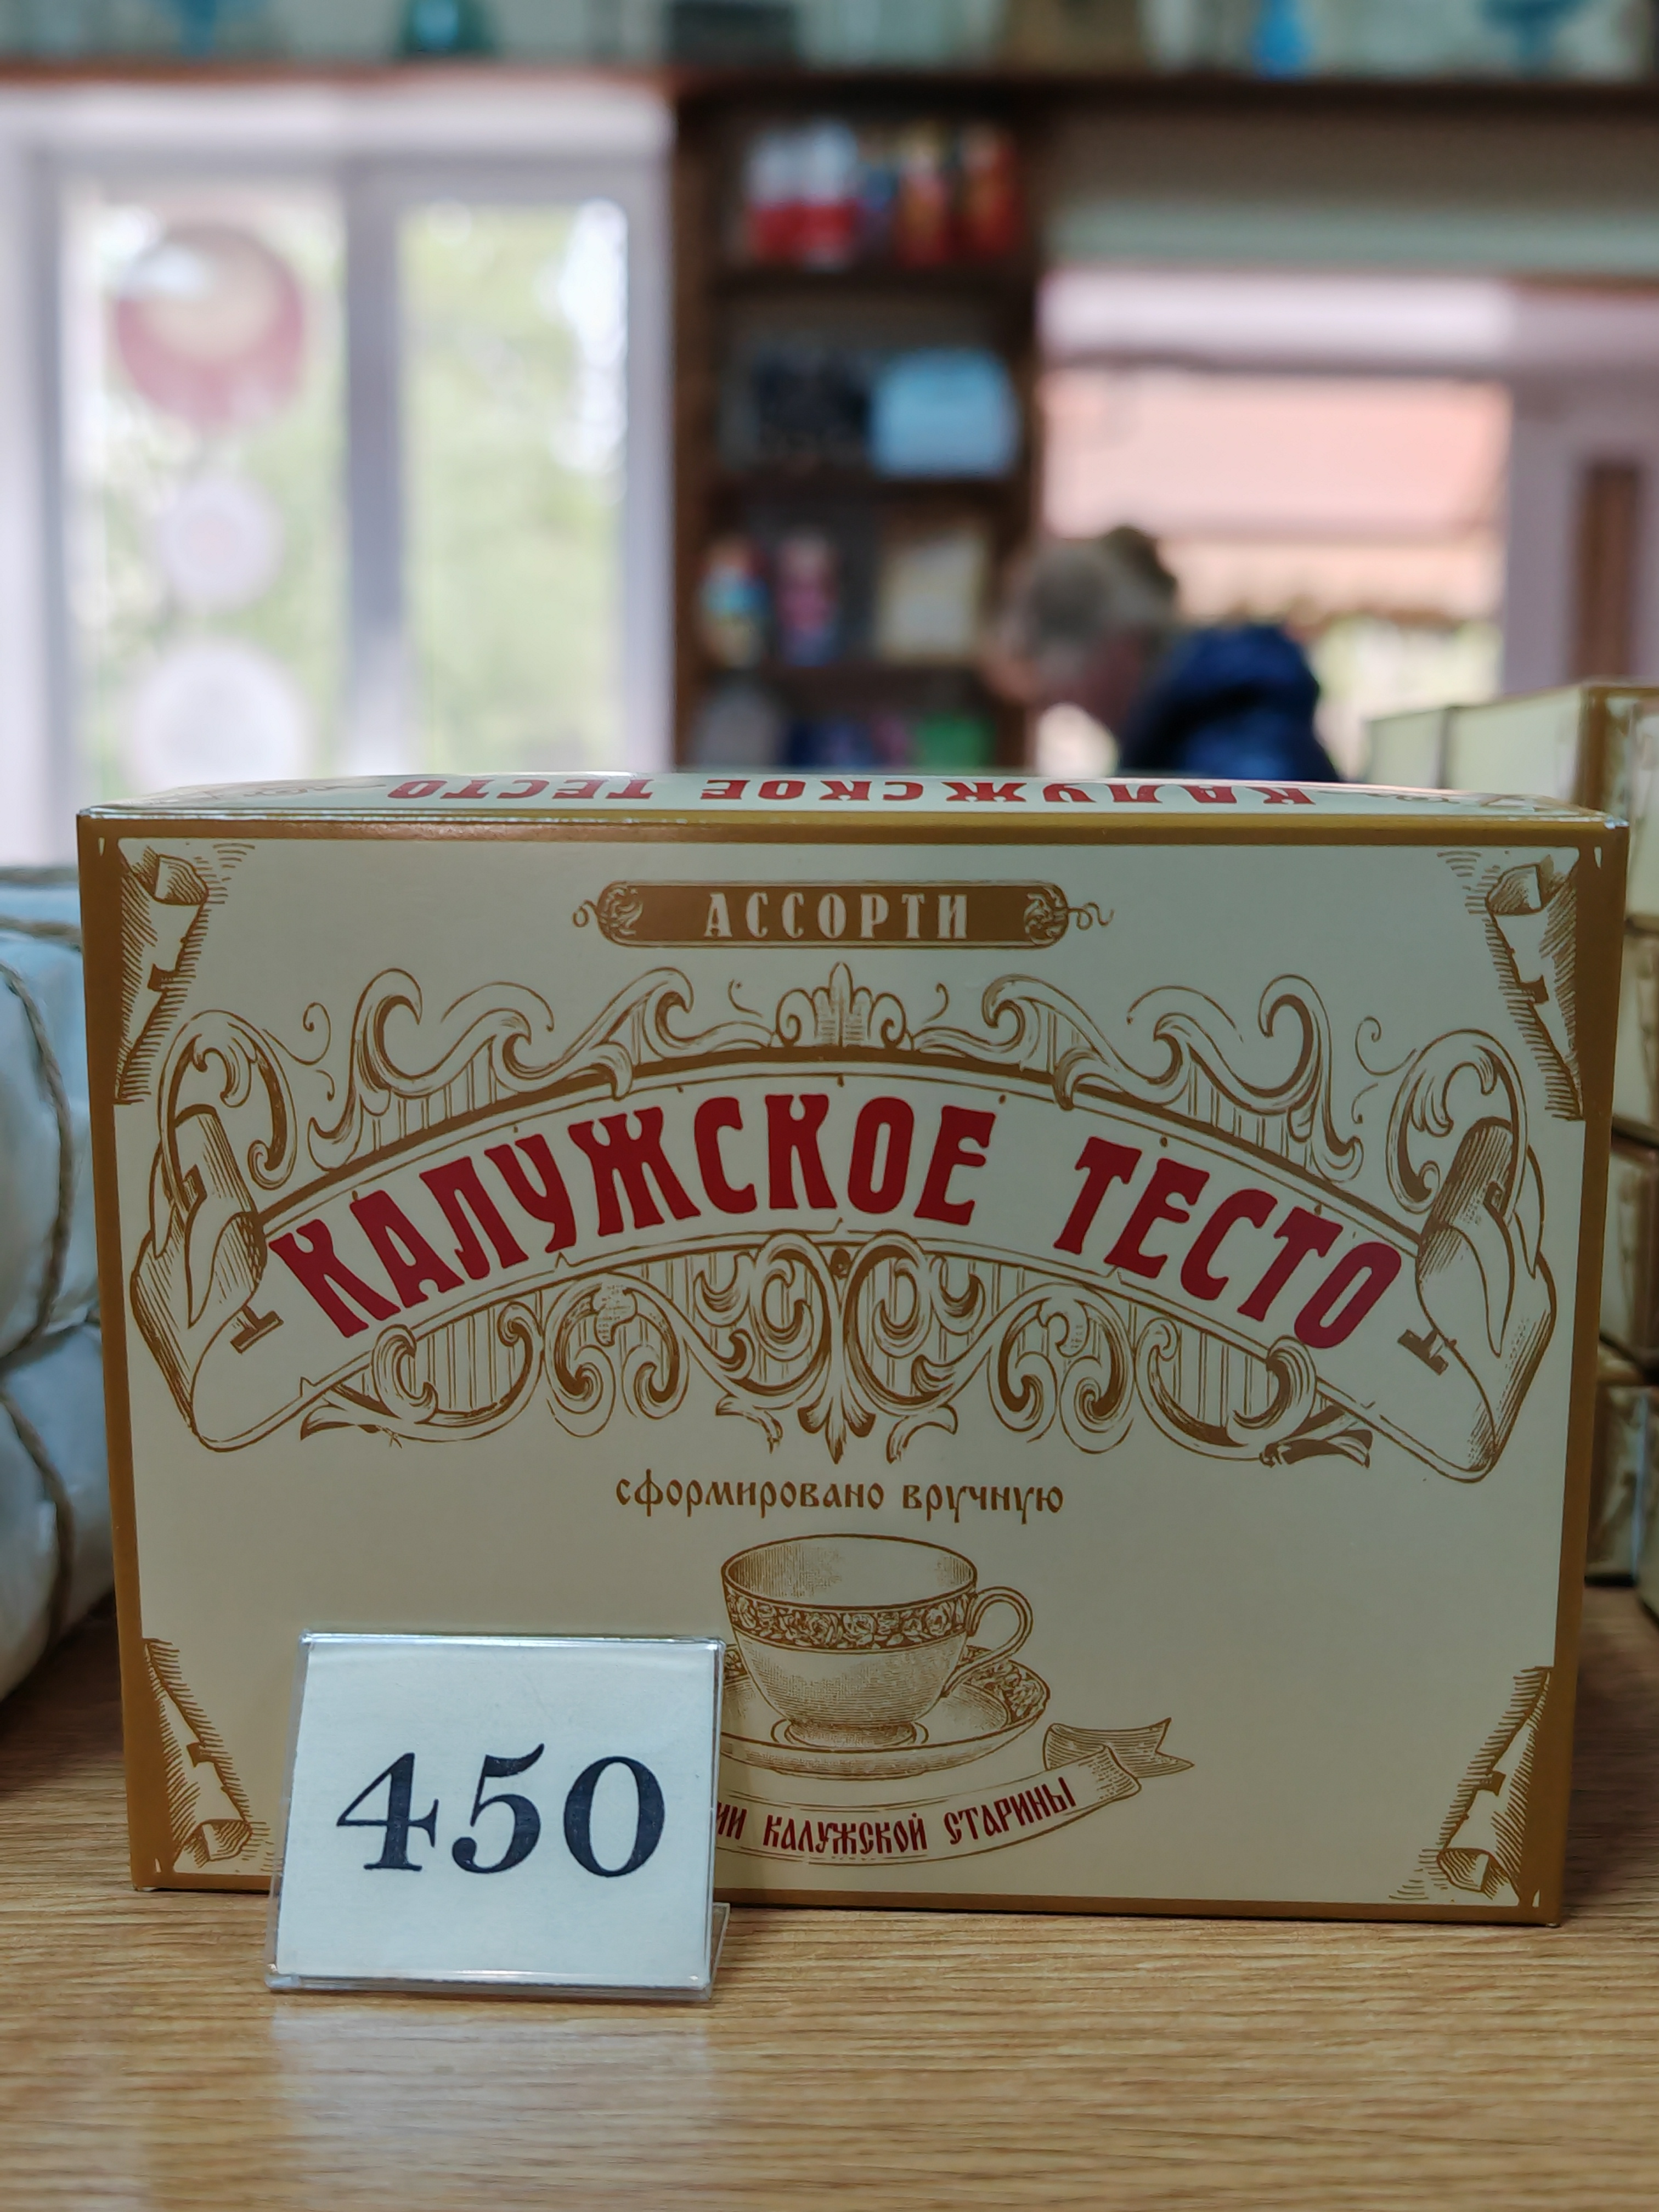 КАЛУЖСКОЕ ТЕСТО
АССОРТИ
КАЛУЖСКОЕ ТЕСТО
сформировано вручную
КАЛУЖСКОЙ СТАРИНЫ
450